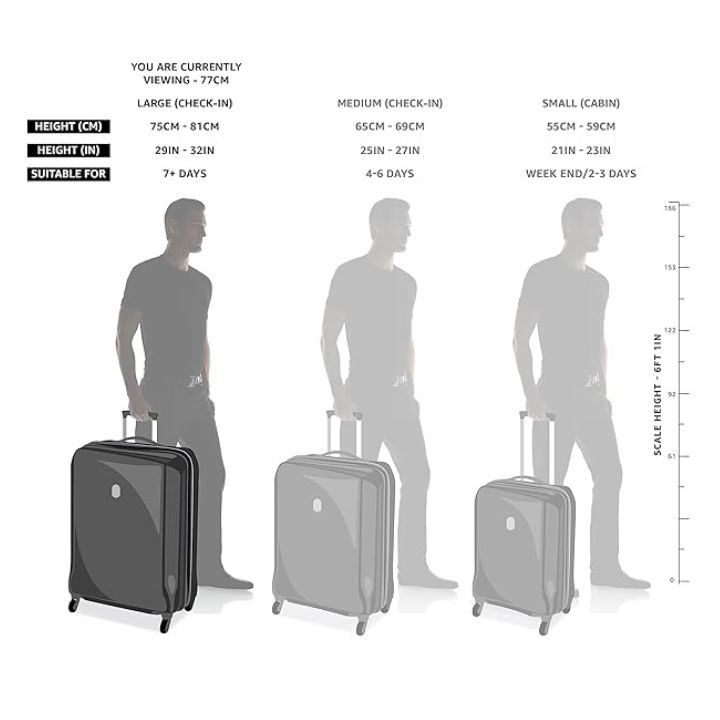 YOU ARE CURRENTLY
VIEWING - 77CM
LARGE (CHECK-IN)
MEDIUM (CHECK-IN)
SMALL (CABIN)
HEIGHT (CM)
75CM - 81CM
65CM - 69CM
55CM - 59CM
HEIGHT (IN)
29IN - 32IN
25IN - 27IN
21IN - 23IN
SUITABLE FOR
7+ DAYS
4-6 DAYS
WEEK END/2-3 DAYS
186
153
122
92
61
0
SCALE HEIGHT - 6FT 1IN